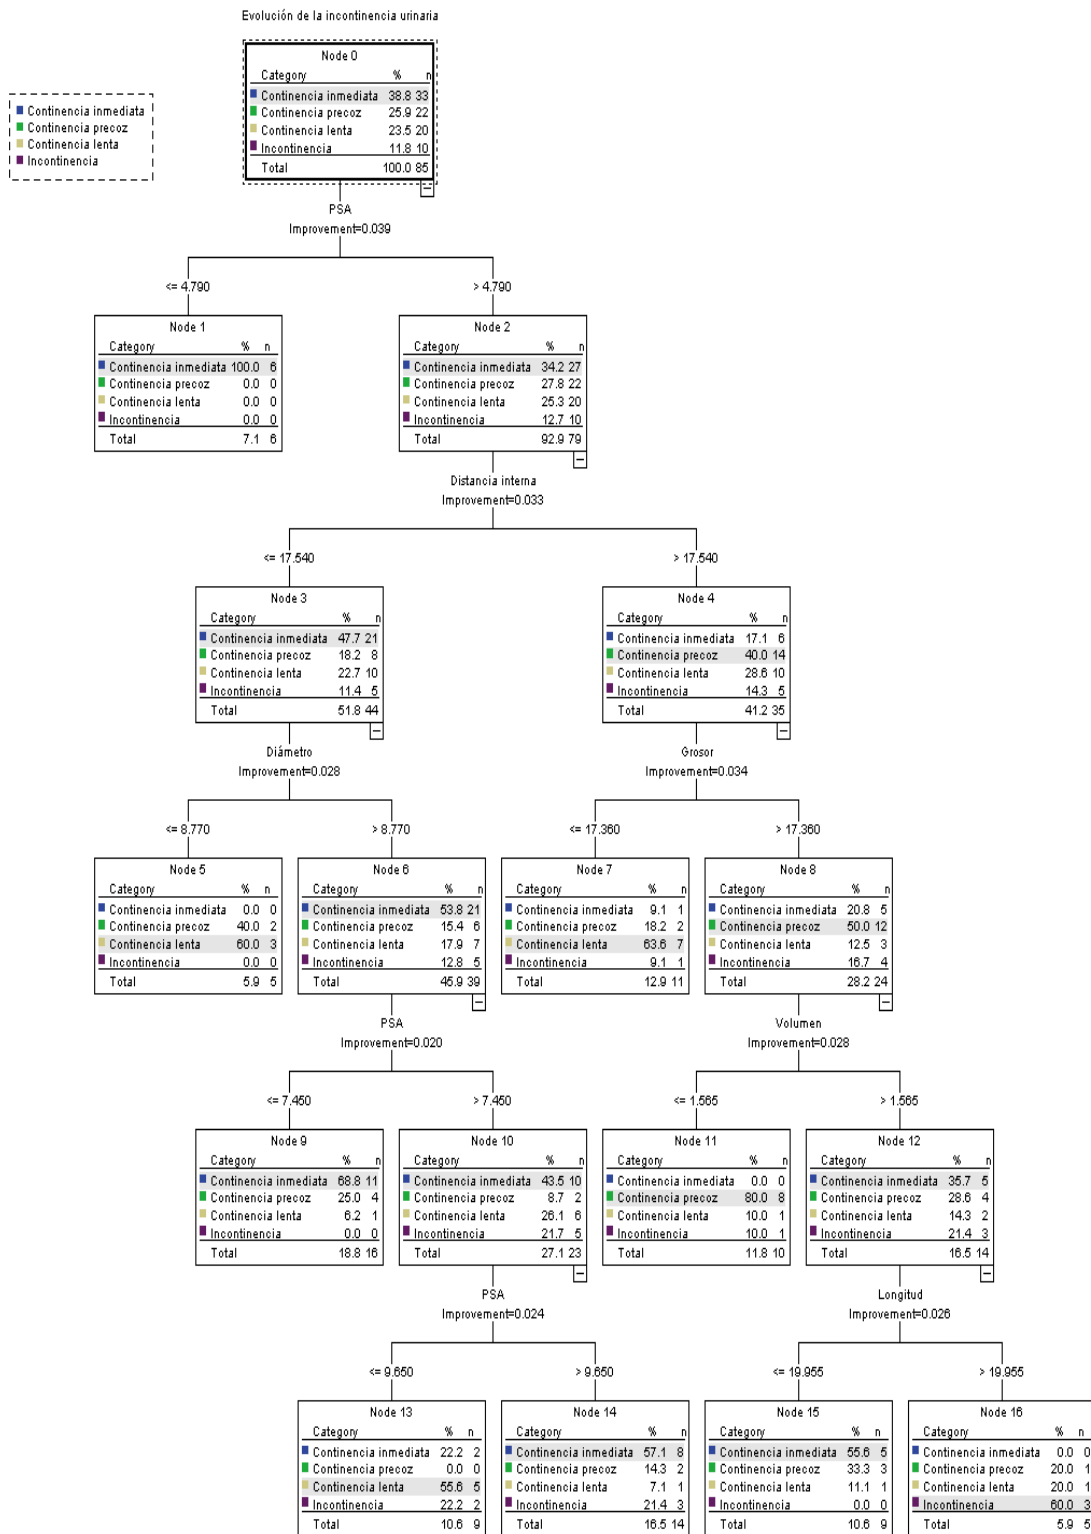 Evolución de la incontinencia urinaria
Continencia inmediata
Continencia precoz
Continencia lenta
Incontinencia
Node 0
Category % n
Continencia inmediata 38.8 33
Continencia precoz 25.9 22
Continencia lenta 23.5 20
Incontinencia 11.8 10
Total 100.0 85
PSA
Improvement=0.039
<= 4.790
> 4.790
Node 1
Category % n
Continencia inmediata 100.0 6
Continencia precoz 0.0 0
Continencia lenta 0.0 0
Incontinencia 0.0 0
Total 7.1 6
Node 2
Category % n
Continencia inmediata 34.2 27
Continencia precoz 27.8 22
Continencia lenta 25.3 20
Incontinencia 12.7 10
Total 92.9 79
Distancia interna
Improvement=0.033
<= 17.540
> 17.540
Node 3
Category % n
Continencia inmediata 47.7 21
Continencia precoz 18.2 8
Continencia lenta 22.7 10
Incontinencia 11.4 5
Total 51.8 44
Node 4
Category % n
Continencia inmediata 17.1 6
Continencia precoz 40.0 14
Continencia lenta 28.6 10
Incontinencia 14.3 5
Total 41.2 35
Diámetro
Improvement=0.028
Grosor
Improvement=0.034
<= 8.770
> 8.770
<= 17.360
> 17.360
Node 5
Category % n
Continencia inmediata 0.0 0
Continencia precoz 40.0 2
Continencia lenta 60.0 3
Incontinencia 0.0 0
Total 5.9 5
Node 6
Category % n
Continencia inmediata 53.8 21
Continencia precoz 15.4 6
Continencia lenta 17.9 7
Incontinencia 12.8 5
Total 45.9 39
Node 7
Category % n
Continencia inmediata 9.1 1
Continencia precoz 18.2 2
Continencia lenta 63.6 7
Incontinencia 9.1 1
Total 12.9 11
Node 8
Category % n
Continencia inmediata 20.8 5
Continencia precoz 50.0 12
Continencia lenta 12.5 3
Incontinencia 16.7 4
Total 28.2 24
PSA
Improvement=0.020
Volumen
Improvement=0.028
<= 7.450
> 7.450
<= 1.565
> 1.565
Node 9
Category % n
Continencia inmediata 68.8 11
Continencia precoz 25.0 4
Continencia lenta 6.2 1
Incontinencia 0.0 0
Total 18.8 16
Node 10
Category % n
Continencia inmediata 43.5 10
Continencia precoz 8.7 2
Continencia lenta 26.1 6
Incontinencia 21.7 5
Total 27.1 23
Node 11
Category % n
Continencia inmediata 0.0 0
Continencia precoz 80.0 8
Continencia lenta 10.0 1
Incontinencia 10.0 1
Total 11.8 10
Node 12
Category % n
Continencia inmediata 35.7 5
Continencia precoz 28.6 4
Continencia lenta 14.3 2
Incontinencia 21.4 3
Total 16.5 14
PSA
Improvement=0.024
Longitud
Improvement=0.026
<= 9.650
> 9.650
<= 19.955
> 19.955
Node 13
Category % n
Continencia inmediata 22.2 2
Continencia precoz 0.0 0
Continencia lenta 55.6 5
Incontinencia 22.2 2
Total 10.6 9
Node 14
Category % n
Continencia inmediata 57.1 8
Continencia precoz 14.3 2
Continencia lenta 7.1 1
Incontinencia 21.4 3
Total 16.5 14
Node 15
Category % n
Continencia inmediata 55.6 5
Continencia precoz 33.3 3
Continencia lenta 11.1 1
Incontinencia 0.0 0
Total 10.6 9
Node 16
Category % n
Continencia inmediata 0.0 0
Continencia precoz 20.0 1
Continencia lenta 20.0 1
Incontinencia 60.0 3
Total 5.9 5